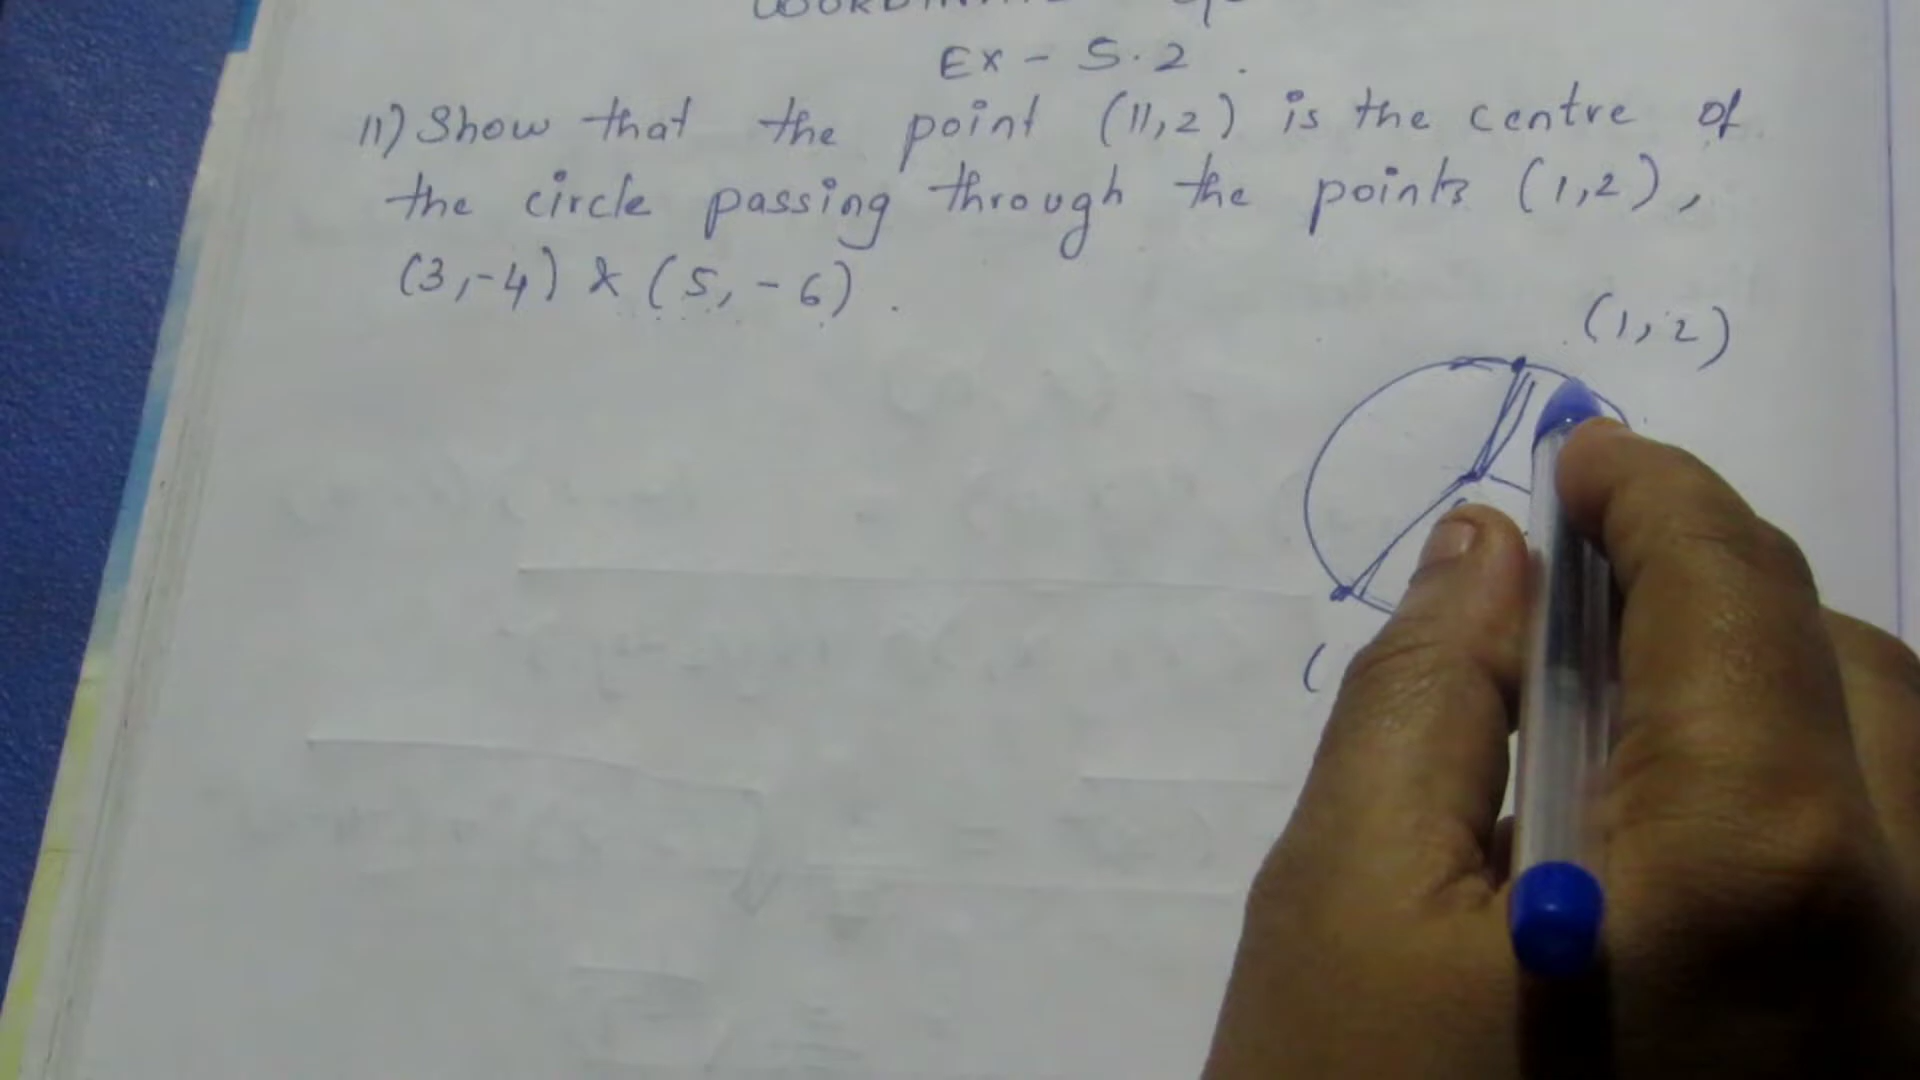 Ex - 5.2.
11) Show that the point (11,2) is the centre of
the circle passing through the points (1,2),
(3,-4) & (5,-6).
(1,2)
(